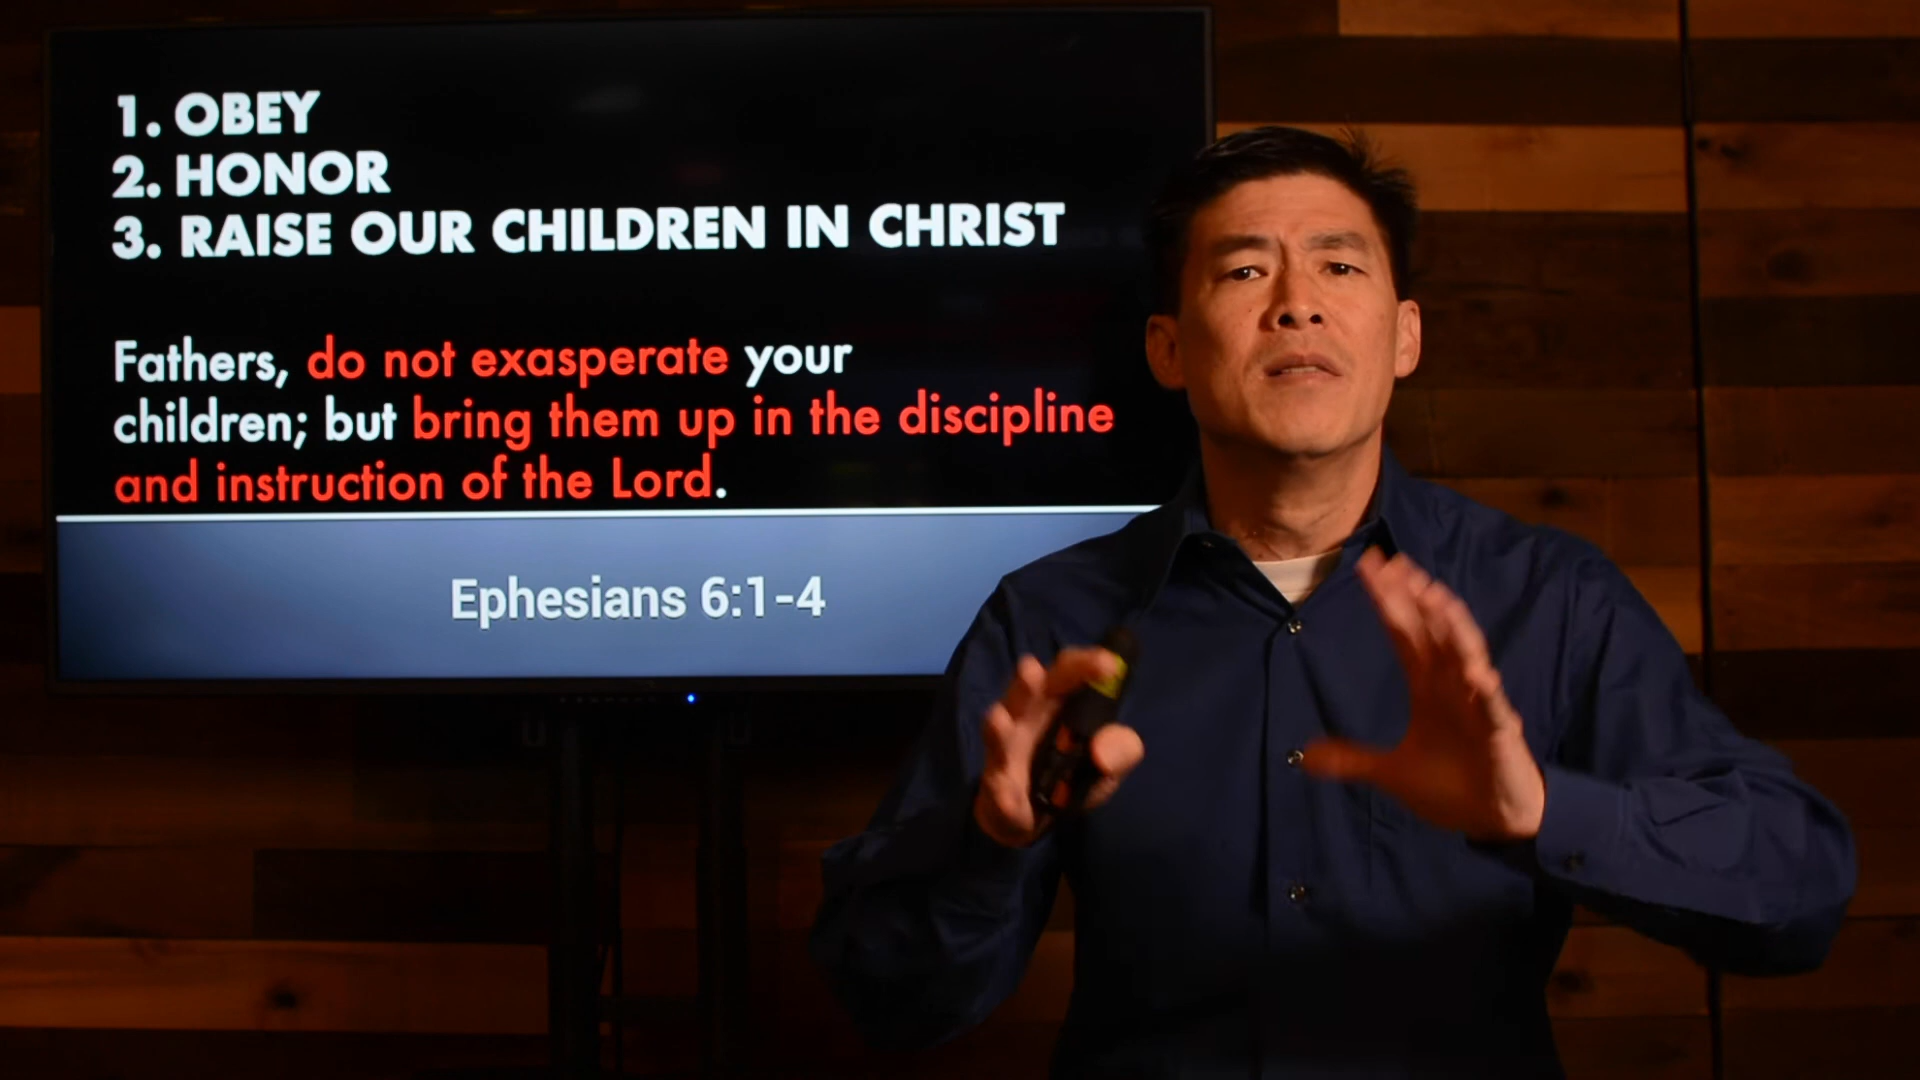 1. OBEY
2. HONOR
3. RAISE OUR CHILDREN IN CHRIST
Fathers, do not exasperate your
children; but bring them up in the discipline
and instruction of the Lord.
Ephesians 6:1-4